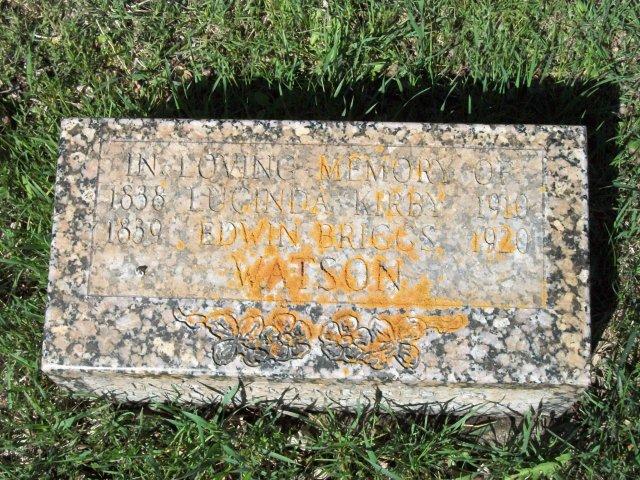 IN LOVING MEMORY OF
1838 LUCINDA KIRBY 1910
1839 EDWIN BRIGGS 1920
WATSON